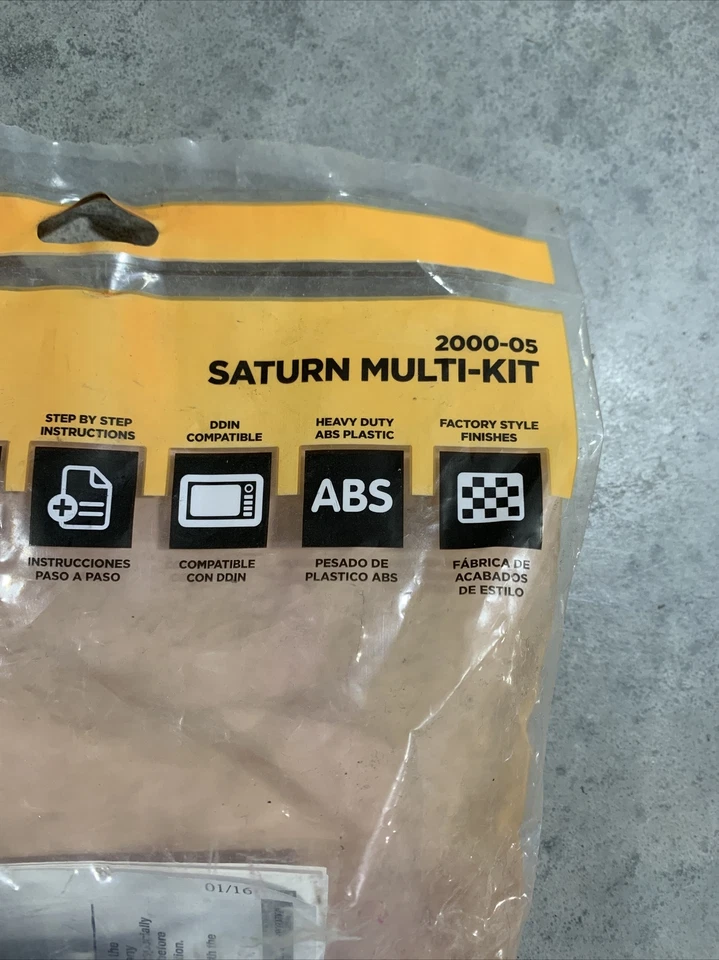 2000-05
SATURN MULTI-KIT
STEP BY STEP
INSTRUCTIONS
DDIN
COMPATIBLE
HEAVY DUTY
ABS PLASTIC
FACTORY STYLE
FINISHES
ABS
INSTRUCCIONES
PASO A PASO
COMPATIBLE
CON DDIN
PESADO DE
PLASTICO ABS
FÁBRICA DE
ACABADOS
DE ESTILO
01/16
the